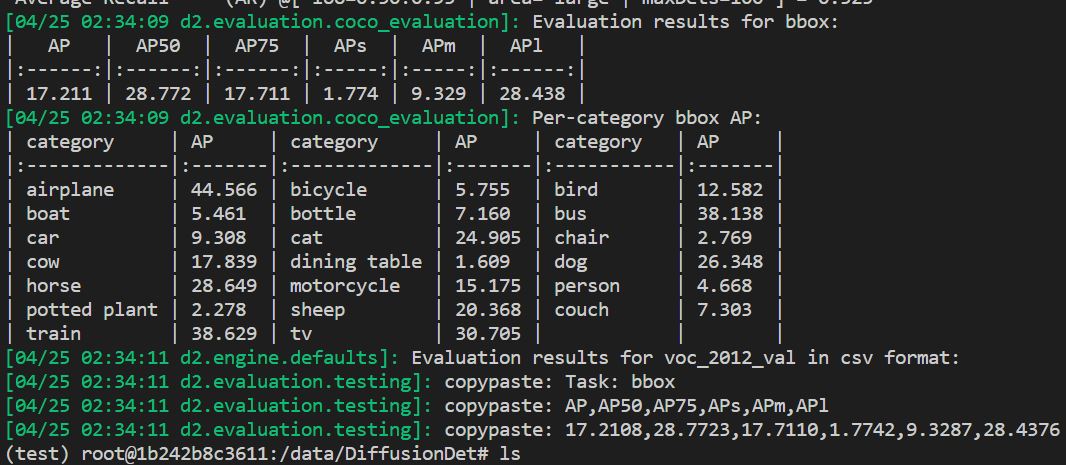 Average Recall     (AR) @[ IoU=0.50:0.95 | area= large | maxDets=100 ] = 0.525
[04/25 02:34:09 d2.evaluation.coco_evaluation]: Evaluation results for bbox:
|   AP   |  AP50  |  AP75  |  APs  |  APm  |  APl   |
|:------:|:------:|:------:|:-----:|:-----:|:------:|
| 17.211 | 28.772 | 17.711 | 1.774 | 9.329 | 28.438 |
[04/25 02:34:09 d2.evaluation.coco_evaluation]: Per-category bbox AP:
| category     | AP     | category     | AP     | category   | AP     |
|:-------------|:-------|:-------------|:-------|:-----------|:-------|
| airplane     | 44.566 | bicycle      | 5.755  | bird       | 12.582 |
| boat         | 5.461  | bottle       | 7.160  | bus        | 38.138 |
| car          | 9.308  | cat          | 24.905 | chair      | 2.769  |
| cow          | 17.839 | dining table | 1.609  | dog        | 26.348 |
| horse        | 28.649 | motorcycle   | 15.175 | person     | 4.668  |
| potted plant | 2.278  | sheep        | 20.368 | couch      | 7.303  |
| train        | 38.629 | tv           | 30.705 |            |        |
[04/25 02:34:11 d2.engine.defaults]: Evaluation results for voc_2012_val in csv format:
[04/25 02:34:11 d2.evaluation.testing]: copypaste: Task: bbox
[04/25 02:34:11 d2.evaluation.testing]: copypaste: AP,AP50,AP75,APs,APm,APl
[04/25 02:34:11 d2.evaluation.testing]: copypaste: 17.2108,28.7723,17.7110,1.7742,9.3287,28.4376
(test) root@1b242b8c3611:/data/DiffusionDet# ls